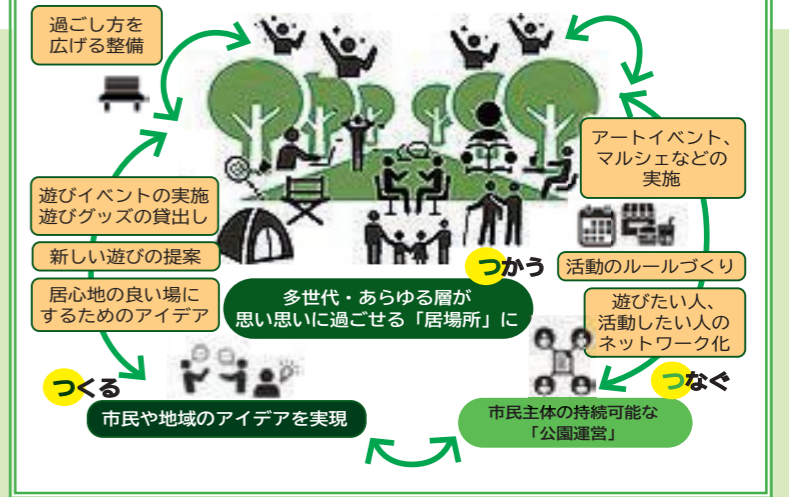 過ごし方を
広げる整備
アートイベント、
マルシェなどの
実施
遊びイベントの実施
遊びグッズの貸出し
新しい遊びの提案
居心地の良い場に
するためのアイデア
つかう
多世代・あらゆる層が
思い思いに過ごせる「居場所」に
活動のルールづくり
遊びたい人、
活動したい人の
ネットワーク化
つくる
市民や地域のアイデアを実現
つなぐ
市民主体の持続可能な
「公園運営」